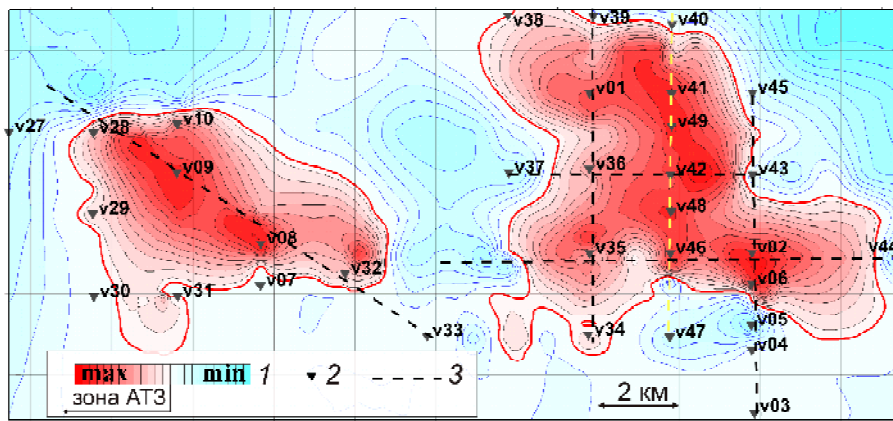 v38 v39 v40
v01 v41 v45
v27 v28 v10 v49
v09 v37 v36 v42 v43
v29 v48
v08 v35 v46 v02 v44
v32
v30 v31 v07 v06
v33 v34 v47 v05
v04
max min 1 2 3
зона АТЗ 2 км
v03